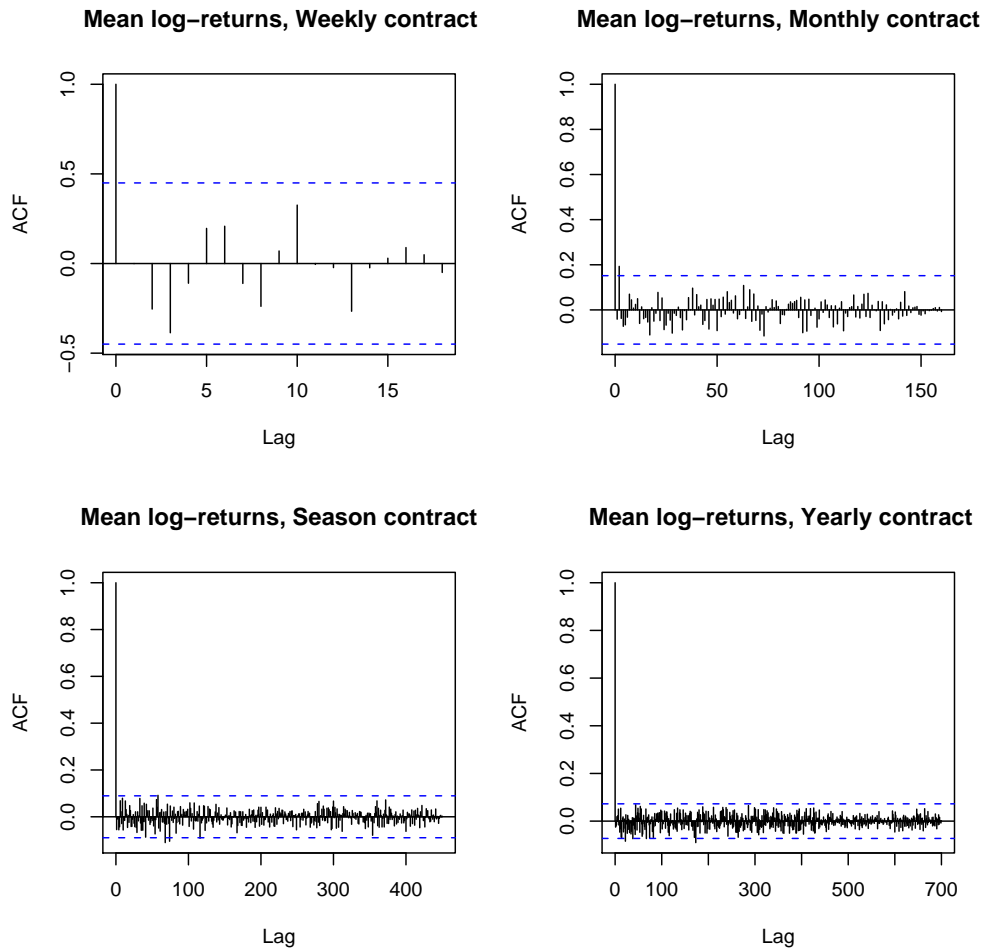 Mean log−returns, Weekly contract
ACF
1.0
0.5
0.0
−0.5
0 5 10 15
Lag
Mean log−returns, Monthly contract
ACF
1.0
0.8
0.6
0.4
0.2
0.0
0 50 100 150
Lag
Mean log−returns, Season contract
ACF
1.0
0.8
0.6
0.4
0.2
0.0
0 100 200 300 400
Lag
Mean log−returns, Yearly contract
ACF
1.0
0.8
0.6
0.4
0.2
0.0
0 100 300 500 700
Lag